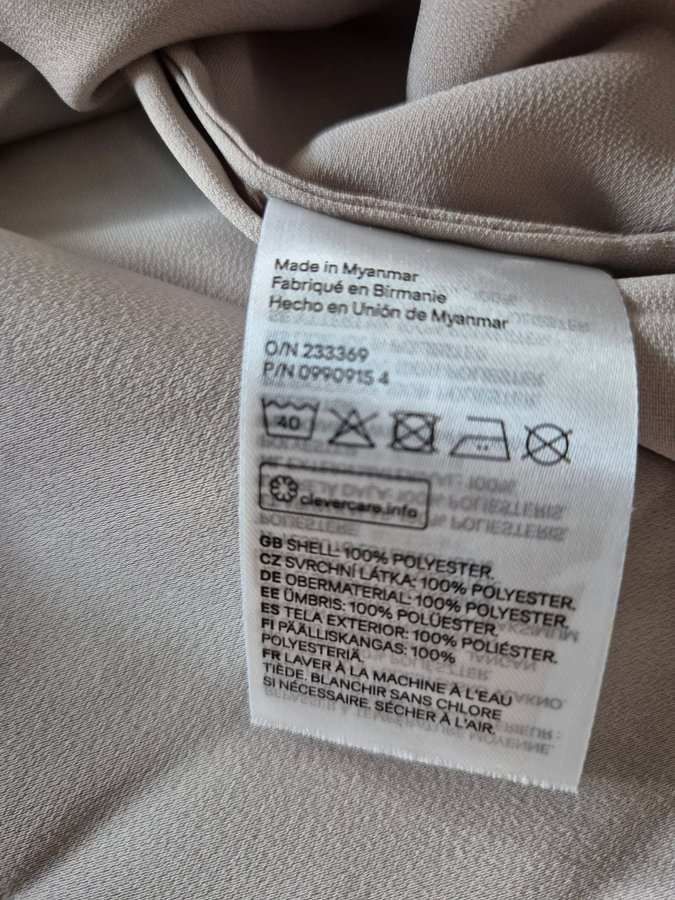 Made in Myanmar
Fabriqué en Birmanie
Hecho en Unión de Myanmar
O/N 233369
P/N 0990915 4
40
clevercare.info
GB SHELL: 100% POLYESTER.
CZ SVRCHNÍ LÁTKA: 100% POLYESTER.
DE OBERMATERIAL: 100% POLYESTER.
EE ÜMBRIS: 100% POLÜESTER.
ES TELA EXTERIOR: 100% POLIÉSTER.
FI PÄÄLLISKANGAS: 100%
POLYESTERIÄ.
FR LAVER À LA MACHINE À L'EAU
TIÈDE. BLANCHIR SANS CHLORE
SI NÉCESSAIRE. SÉCHER À L'AIR.